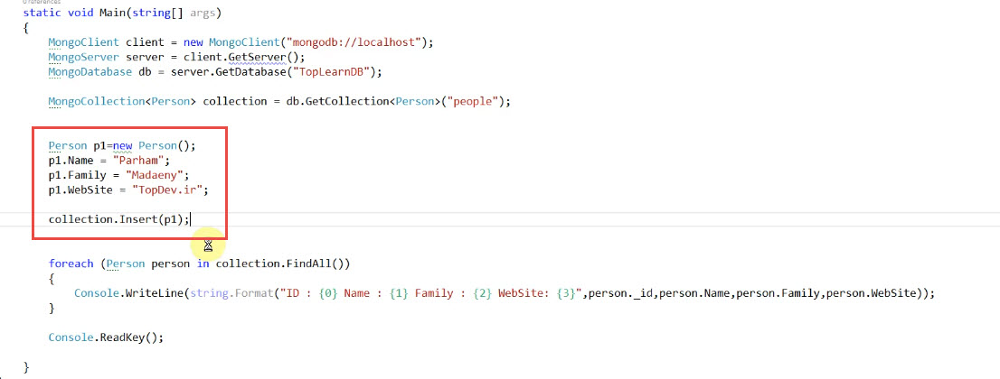 0 references
static void Main(string[] args)
{
MongoClient client = new MongoClient("mongodb://localhost");
MongoServer server = client.GetServer();
MongoDatabase db = server.GetDatabase("TopLearnDB");
MongoCollection<Person> collection = db.GetCollection<Person>("people");
Person p1=new Person();
p1.Name = "Parham";
p1.Family = "Madaeny";
p1.WebSite = "TopDev.ir";
collection.Insert(p1);
foreach (Person person in collection.FindAll())
{
Console.WriteLine(string.Format("ID : {0} Name : {1} Family : {2} WebSite: {3}",person._id,person.Name,person.Family,person.WebSite));
}
Console.ReadKey();
}